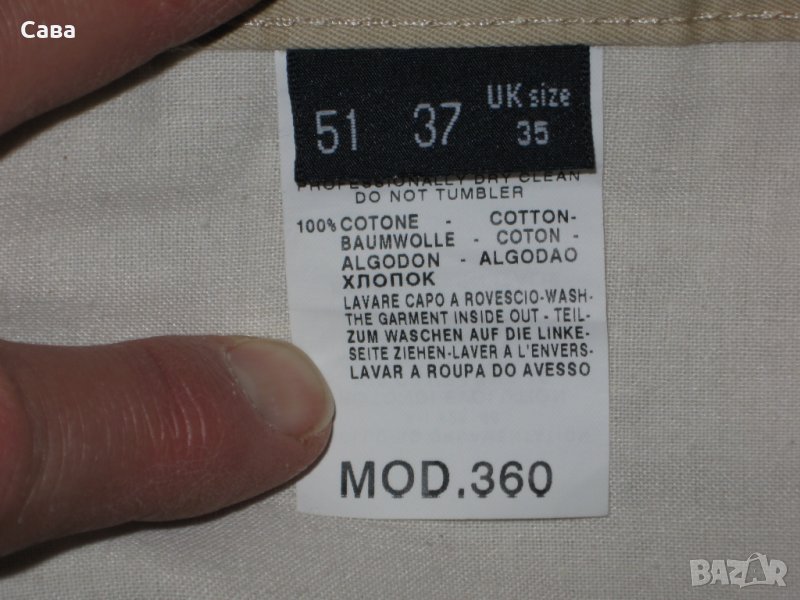 Сава
51 37 UK size
35
PROFESSIONALLY DRY CLEAN
DO NOT TUMBLER
100% COTONE - COTTON-
BAUMWOLLE - COTON -
ALGODON - ALGODAO
ХЛОПОК
LAVARE CAPO A ROVESCIO-WASH-
THE GARMENT INSIDE OUT - TEIL-
ZUM WASCHEN AUF DIE LINKE-
SEITE ZIEHEN-LAVER A L'ENVERS-
LAVAR A ROUPA DO AVESSO
MOD.360
BAZAR